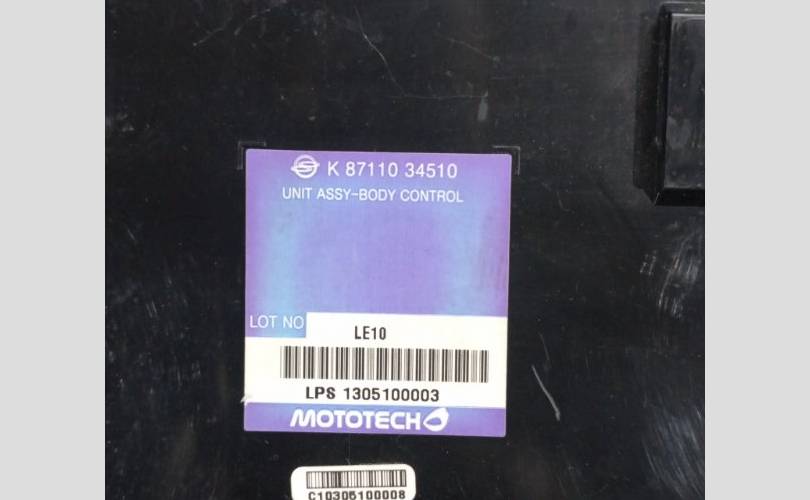 K 87110 34510
UNIT ASSY-BODY CONTROL
LOT NO
LE10
LPS 1305100003
MOTOTECH
C10305100008